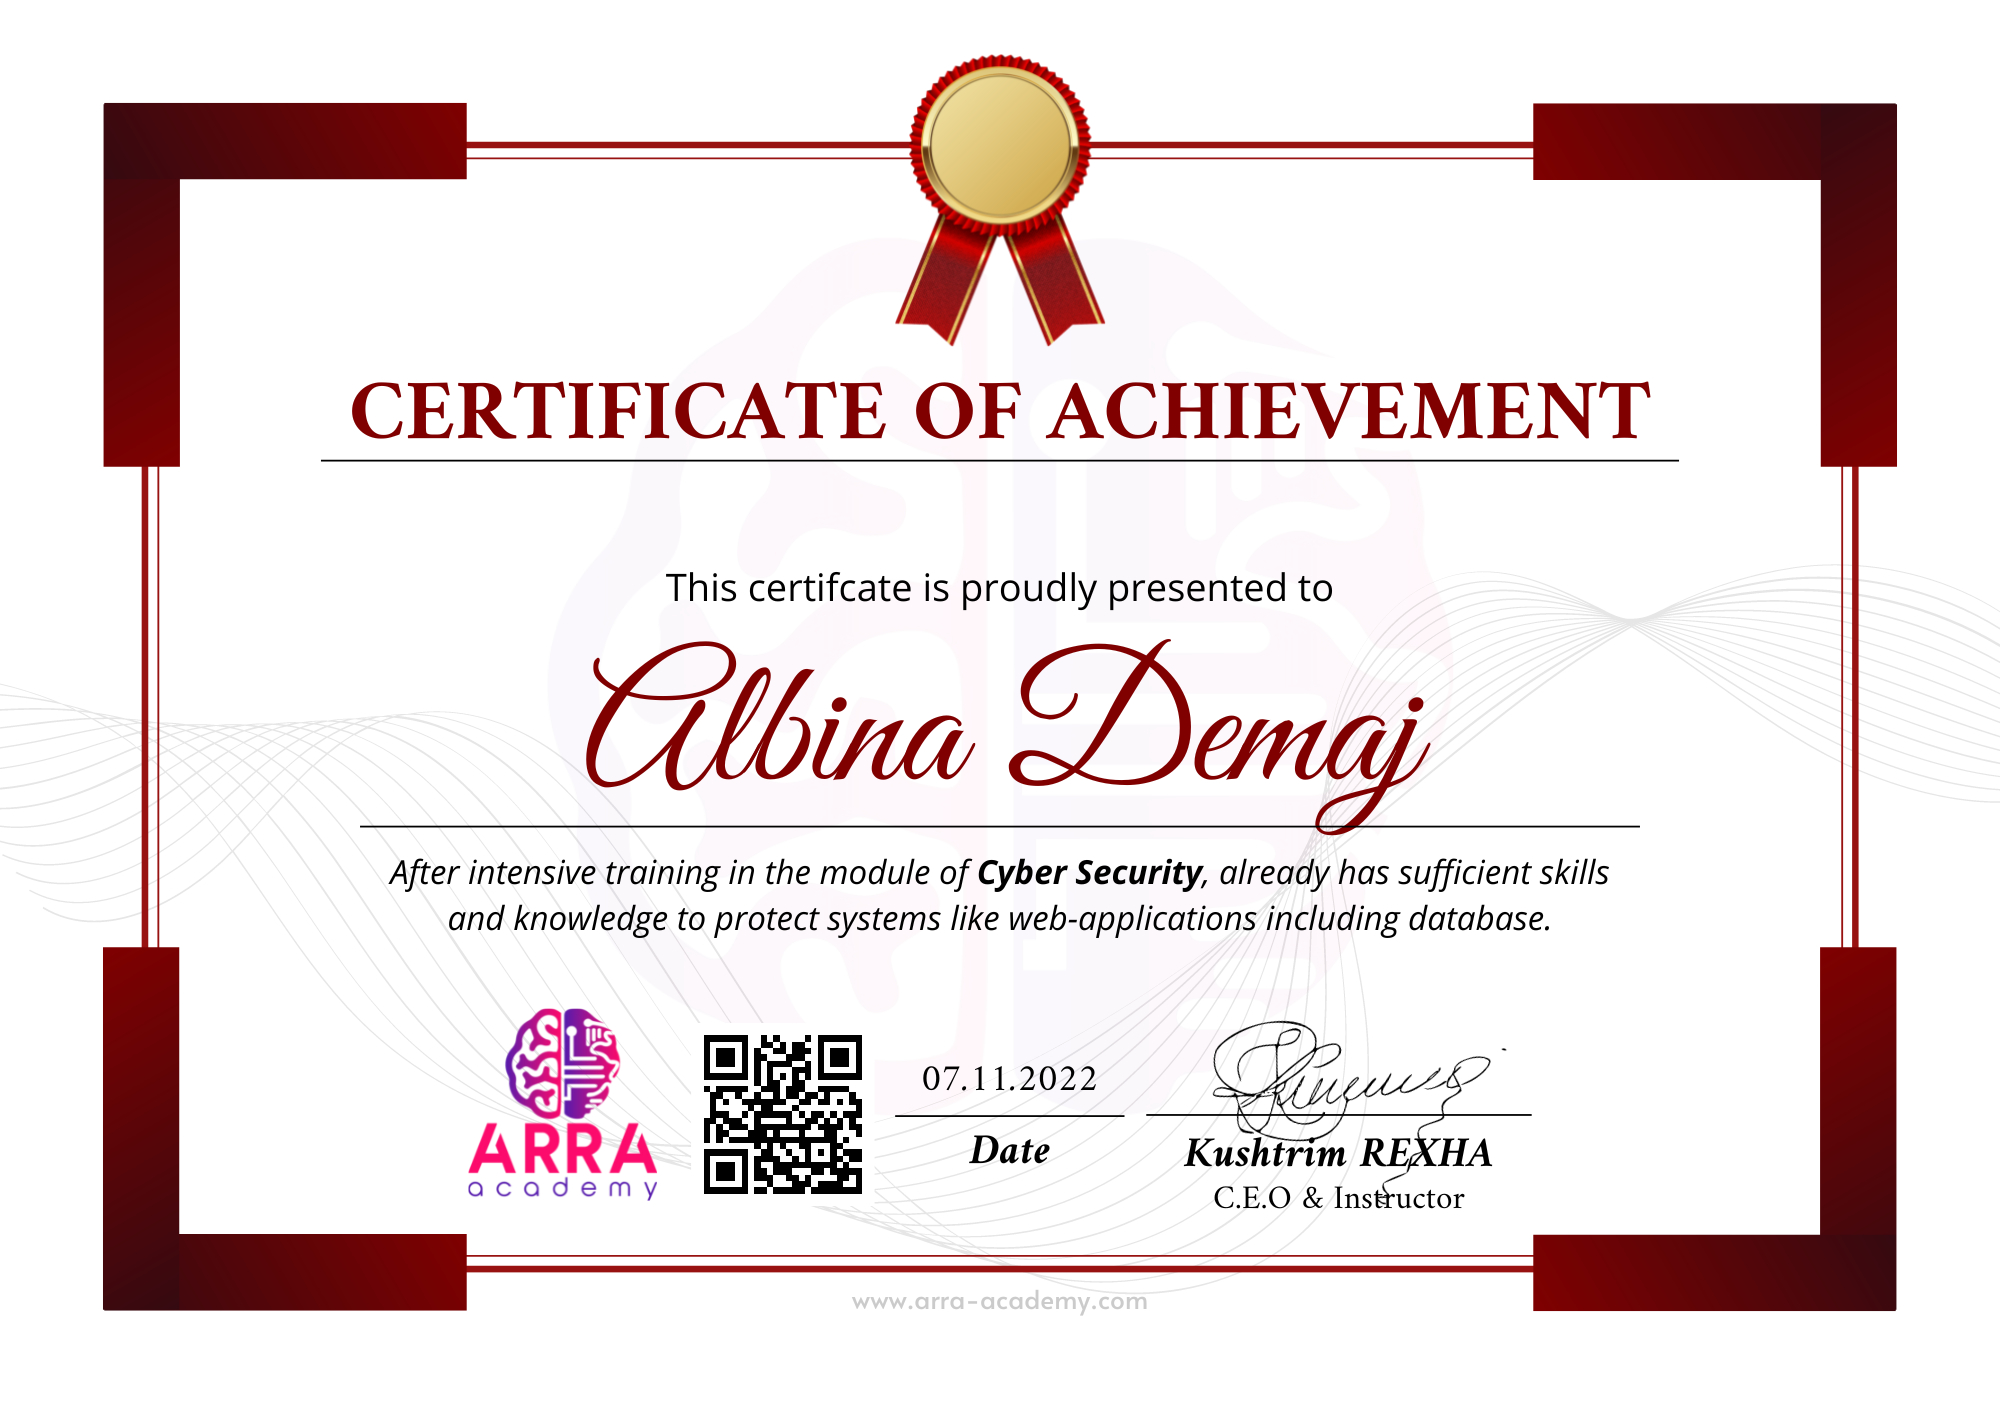 CERTIFICATE OF ACHIEVEMENT
This certifcate is proudly presented to
Albina Demaj
After intensive training in the module of Cyber Security, already has sufficient skills
and knowledge to protect systems like web-applications including database.
ARRA
academy
07.11.2022
Date
Kushtrim REXHA
C.E.O & Instructor
www.arra-academy.com